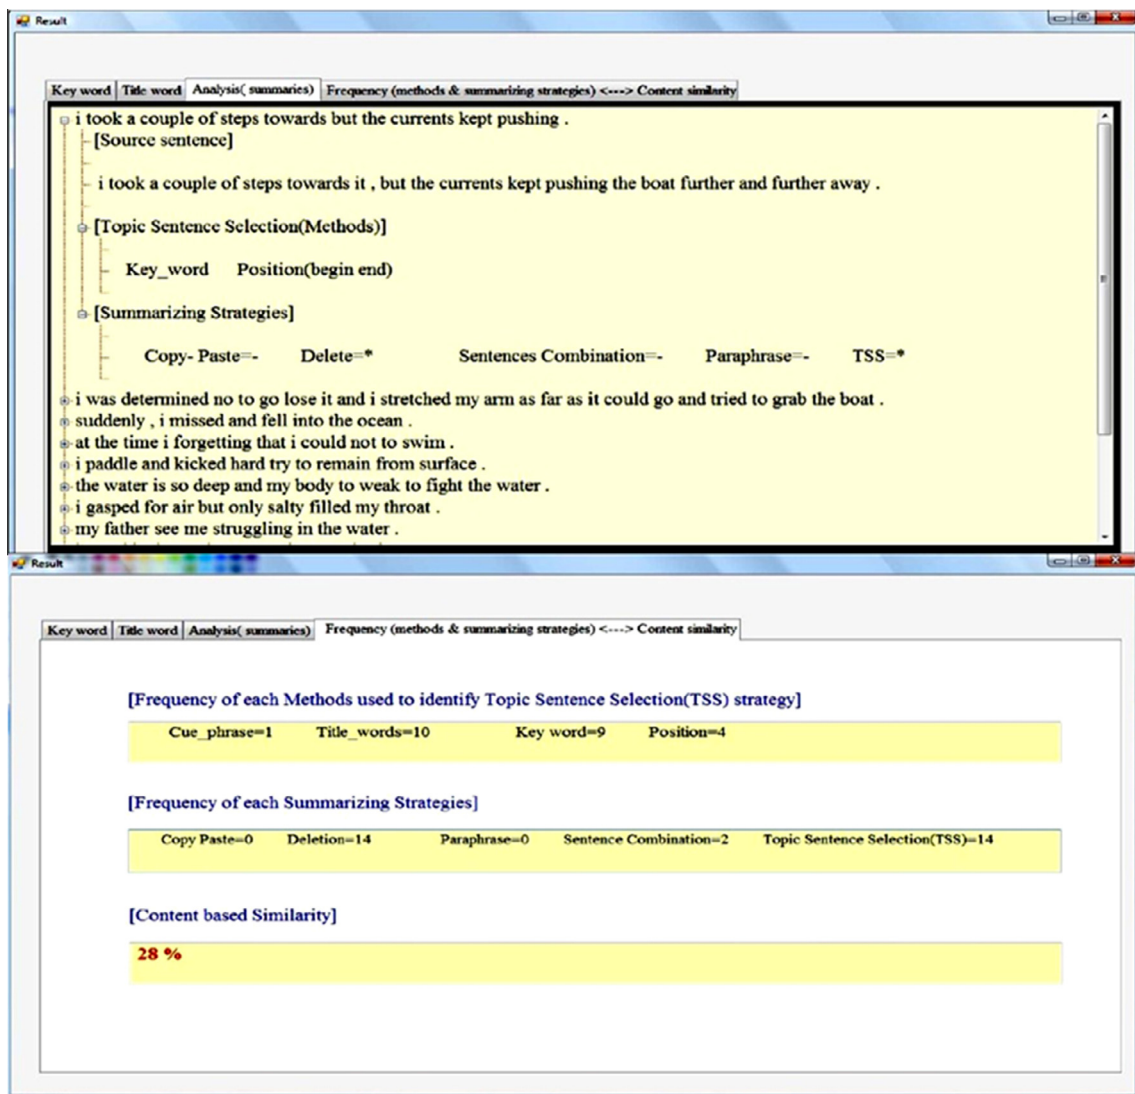 Result
Key word Title word Analysis( summaries) Frequency (methods & summarizing strategies) <---> Content similarity
i took a couple of steps towards but the currents kept pushing .
[Source sentence]
i took a couple of steps towards it , but the currents kept pushing the boat further and further away .
[Topic Sentence Selection(Methods)]
Key_word Position(begin end)
[Summarizing Strategies]
Copy- Paste=- Delete=* Sentences Combination=- Paraphrase=- TSS=*
i was determined no to go lose it and i stretched my arm as far as it could go and tried to grab the boat .
suddenly , i missed and fell into the ocean .
at the time i forgetting that i could not to swim .
i paddle and kicked hard try to remain from surface .
the water is so deep and my body to weak to fight the water .
i gasped for air but only salty filled my throat .
my father see me struggling in the water .
Result
Key word Title word Analysis( summaries) Frequency (methods & summarizing strategies) <---> Content similarity
[Frequency of each Methods used to identify Topic Sentence Selection(TSS) strategy]
Cue_phrase=1 Title_words=10 Key word=9 Position=4
[Frequency of each Summarizing Strategies]
Copy Paste=0 Deletion=14 Paraphrase=0 Sentence Combination=2 Topic Sentence Selection(TSS)=14
[Content based Similarity]
28 %